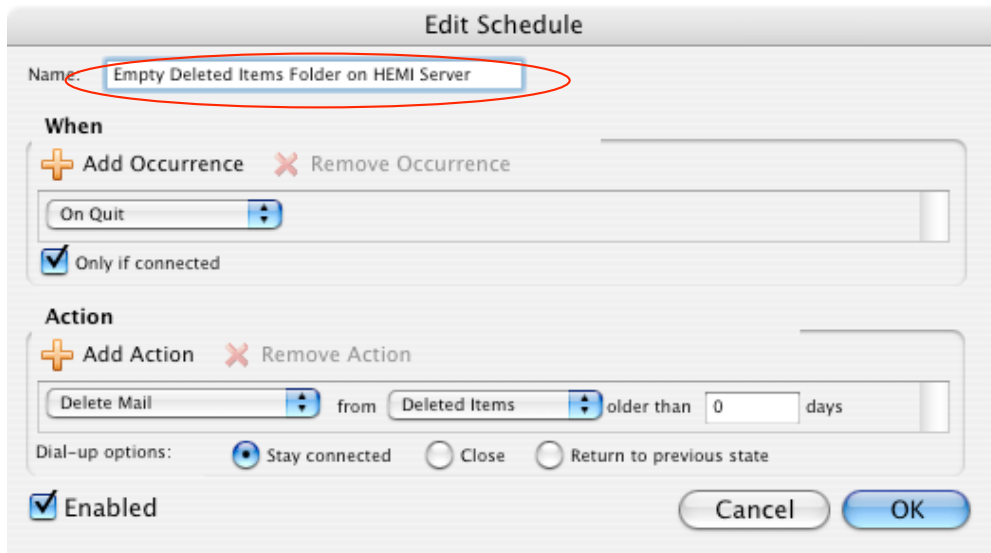 Edit Schedule
Name: Empty Deleted Items Folder on HEMI Server
When
Add Occurrence Remove Occurrence
On Quit
Only if connected
Action
Add Action Remove Action
Delete Mail from Deleted Items older than 0 days
Dial-up options: Stay connected Close Return to previous state
Enabled Cancel OK